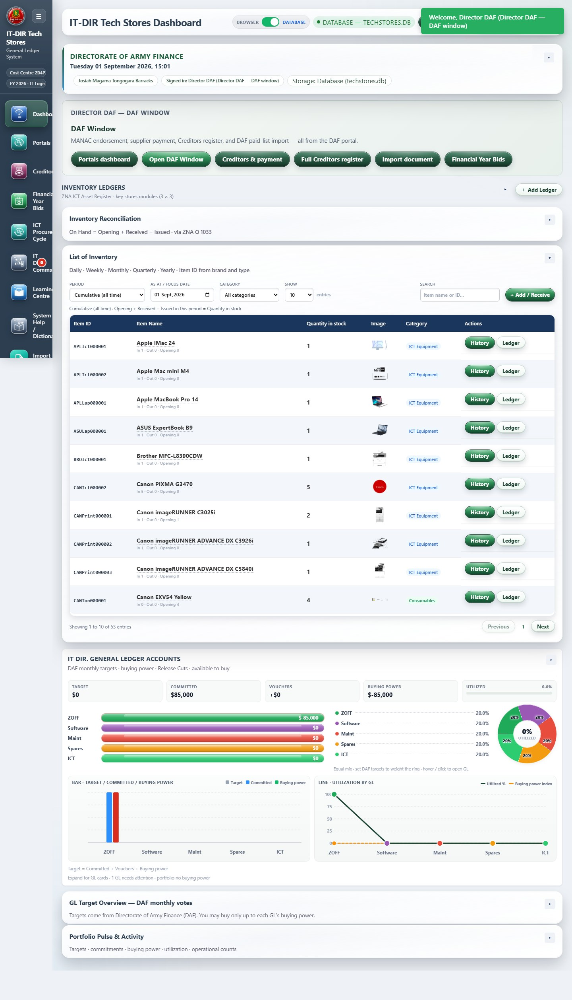 IT-DIR Tech
Stores
General Ledger
System
Cost Centre Z04P
FY 2026 · IT Logis
Dashbo
Portals
Creditor
Financia
Year
Bids
ICT
Procure
Cycle
IT
D
0
Comms
Learning
Centre
System
Help
/
Dictiona
Import
IT-DIR Tech Stores Dashboard
BROWSER
DATABASE
DATABASE — TECHSTORES.DB
Welcome, Director DAF (Director DAF —
DAF window)
DIRECTORATE OF ARMY FINANCE
Tuesday 01 September 2026, 15:01
Josiah Magama Tongogara Barracks
Signed in: Director DAF (Director DAF — DAF window)
Storage: Database (techstores.db)
DIRECTOR DAF — DAF WINDOW
DAF Window
MANAC endorsement, supplier payment, Creditors register, and DAF paid-list import — all from the DAF portal.
Portals dashboard
Open DAF Window
Creditors & payment
Full Creditors register
Import document
Financial Year Bids
INVENTORY LEDGERS
ZNA ICT Asset Register · key stores modules (3 × 3)
+ Add Ledger
Inventory Reconciliation
On Hand = Opening + Received − Issued · via ZNA Q 1033
List of Inventory
Daily · Weekly · Monthly · Quarterly · Yearly · Item ID from brand and type
PERIOD AS AT / FOCUS DATE CATEGORY SHOW SEARCH
Cumulative (all time) 01 Sept,2026 All categories 10 entries Item name or ID... + Add / Receive
Cumulative (all time) · Opening + Received − Issued in this period = Quantity in stock
Item ID Item Name Quantity in stock Image Category Actions
APLIct000001 Apple iMac 24 1 ICT Equipment History Ledger
In 1 · Out 0 · Opening 0
APLIct000002 Apple Mac mini M4 1 Mini ICT Equipment History Ledger
In 1 · Out 0 · Opening 0
APLLap000001 Apple MacBook Pro 14 1 ICT Equipment History Ledger
In 1 · Out 0 · Opening 0
ASULap000001 ASUS ExpertBook B9 1 ICT Equipment History Ledger
In 1 · Out 0 · Opening 0
BROIct000001 Brother MFC-L8390CDW 1 ICT Equipment History Ledger
In 1 · Out 0 · Opening 0
CANIct000002 Canon PIXMA G3470 5 Canon ICT Equipment History Ledger
In 5 · Out 0 · Opening 0
CANPrint000001 Canon imageRUNNER C3025i 2 ICT Equipment History Ledger
In 1 · Out 0 · Opening 1
CANPrint000002 Canon imageRUNNER ADVANCE DX C3926i 1 ICT Equipment History Ledger
In 1 · Out 0 · Opening 0
CANPrint000003 Canon imageRUNNER ADVANCE DX C5840i 1 ICT Equipment History Ledger
In 1 · Out 0 · Opening 0
CANTon000001 Canon EXV54 Yellow 4 Consumables History Ledger
In 0 · Out 0 · Opening 4
Showing 1 to 10 of 53 entries
Previous 1 Next
IT DIR. GENERAL LEDGER ACCOUNTS
DAF monthly targets · buying power · Release Cuts · available to buy
TARGET
$0
COMMITTED
$85,000
VOUCHERS
+$0
BUYING POWER
$-85,000
UTILIZED 0.0%
ZOFF $-85,000
Software $0
Maint $0
Spares $0
ICT $0
ZOFF 20.0%
Software 20.0%
Maint 20.0%
Spares 20.0%
ICT 20.0%
Equal mix · set DAF targets to weight the ring · hover / click to open GL
20% 20%
0%
UTILIZED
20% 20%
20%
BAR · TARGET / COMMITTED / BUYING POWER
Target Committed Buying power
ZOFF Software Maint Spares ICT
LINE · UTILIZATION BY GL
Utilized % Buying power index
100
75
50
25
0
ZOFF Software Maint Spares ICT
Target = Committed + Vouchers + Buying power
Expand for GL cards · 1 GL needs attention · portfolio no buying power
GL Target Overview — DAF monthly votes
Targets come from Directorate of Army Finance (DAF). You may buy only up to each GL's buying power.
Portfolio Pulse & Activity
Targets · commitments · buying power · utilization · operational counts